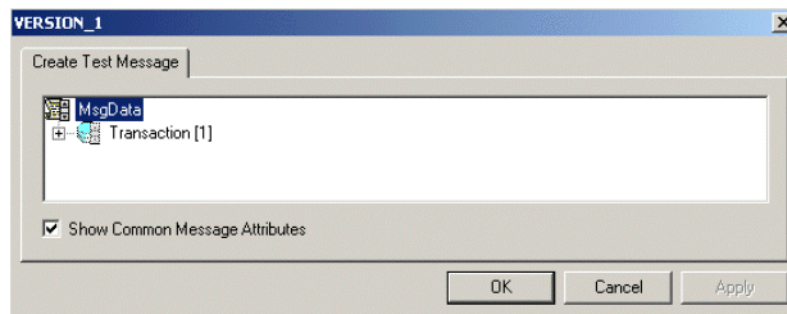 VERSION_1
Create Test Message
MsgData
Transaction [1]
Show Common Message Attributes
OK
Cancel
Apply